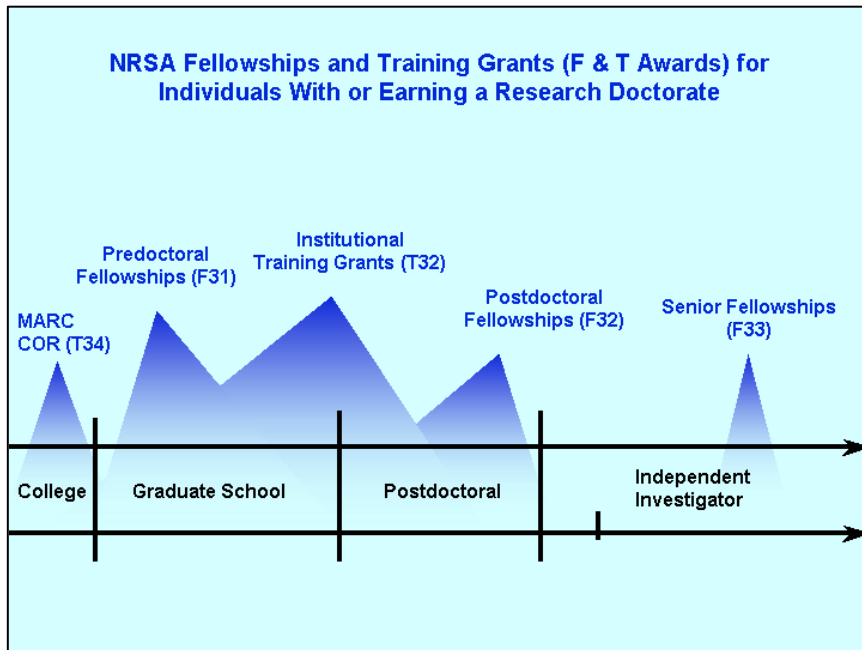 NRSA Fellowships and Training Grants (F & T Awards) for
Individuals With or Earning a Research Doctorate
Predoctoral
Fellowships (F31)
Institutional
Training Grants (T32)
MARC
COR (T34)
Postdoctoral
Fellowships (F32)
Senior Fellowships
(F33)
College
Graduate School
Postdoctoral
Independent
Investigator